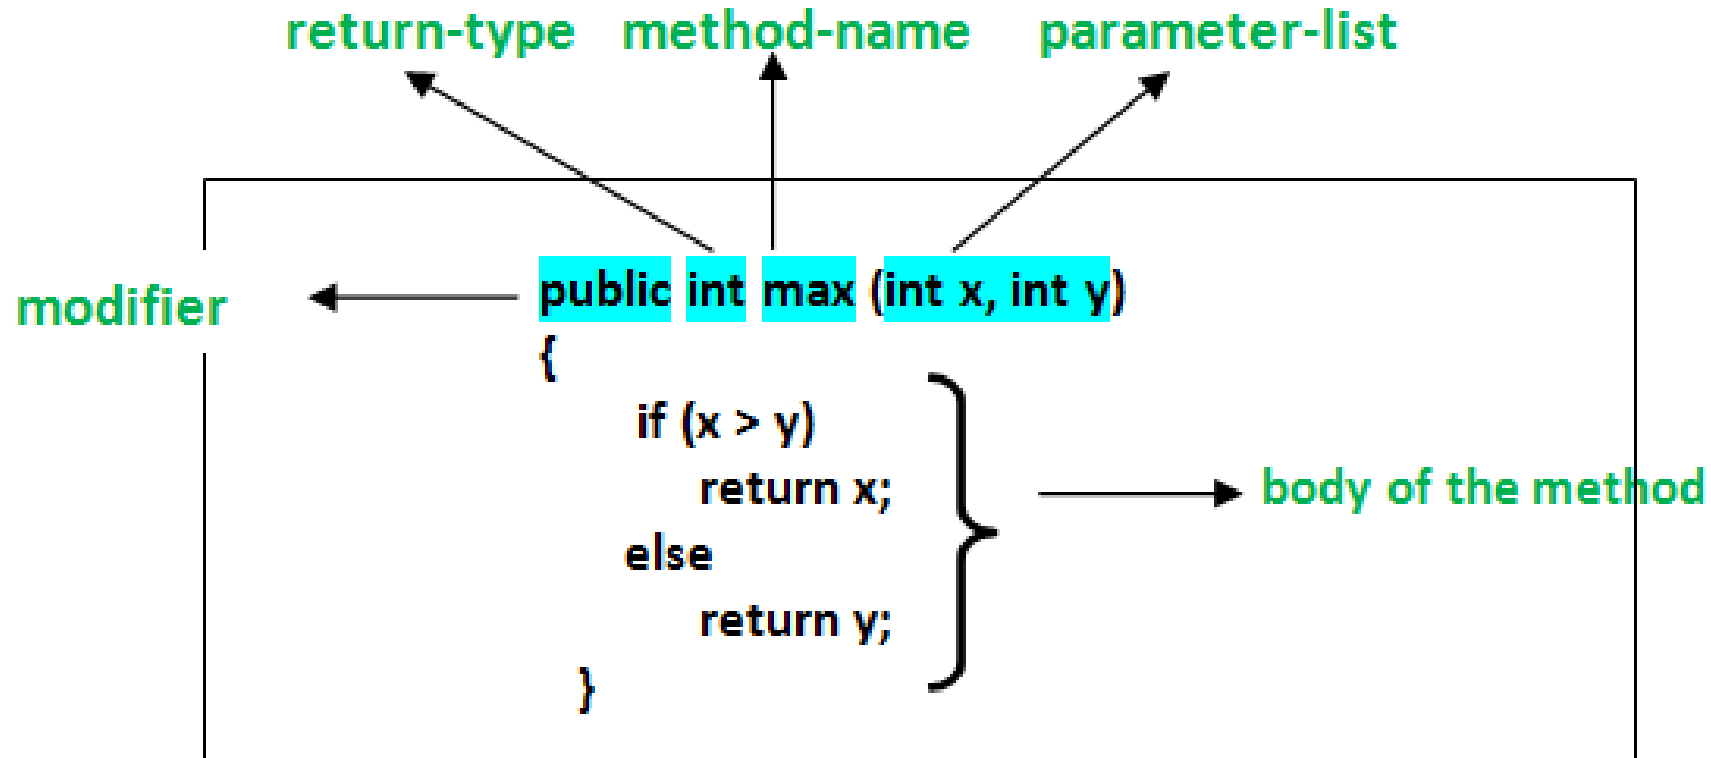 return-type method-name parameter-list
modifier
public int max (int x, int y)
{
if (x > y)
return x;
else
return y;
}
body of the method